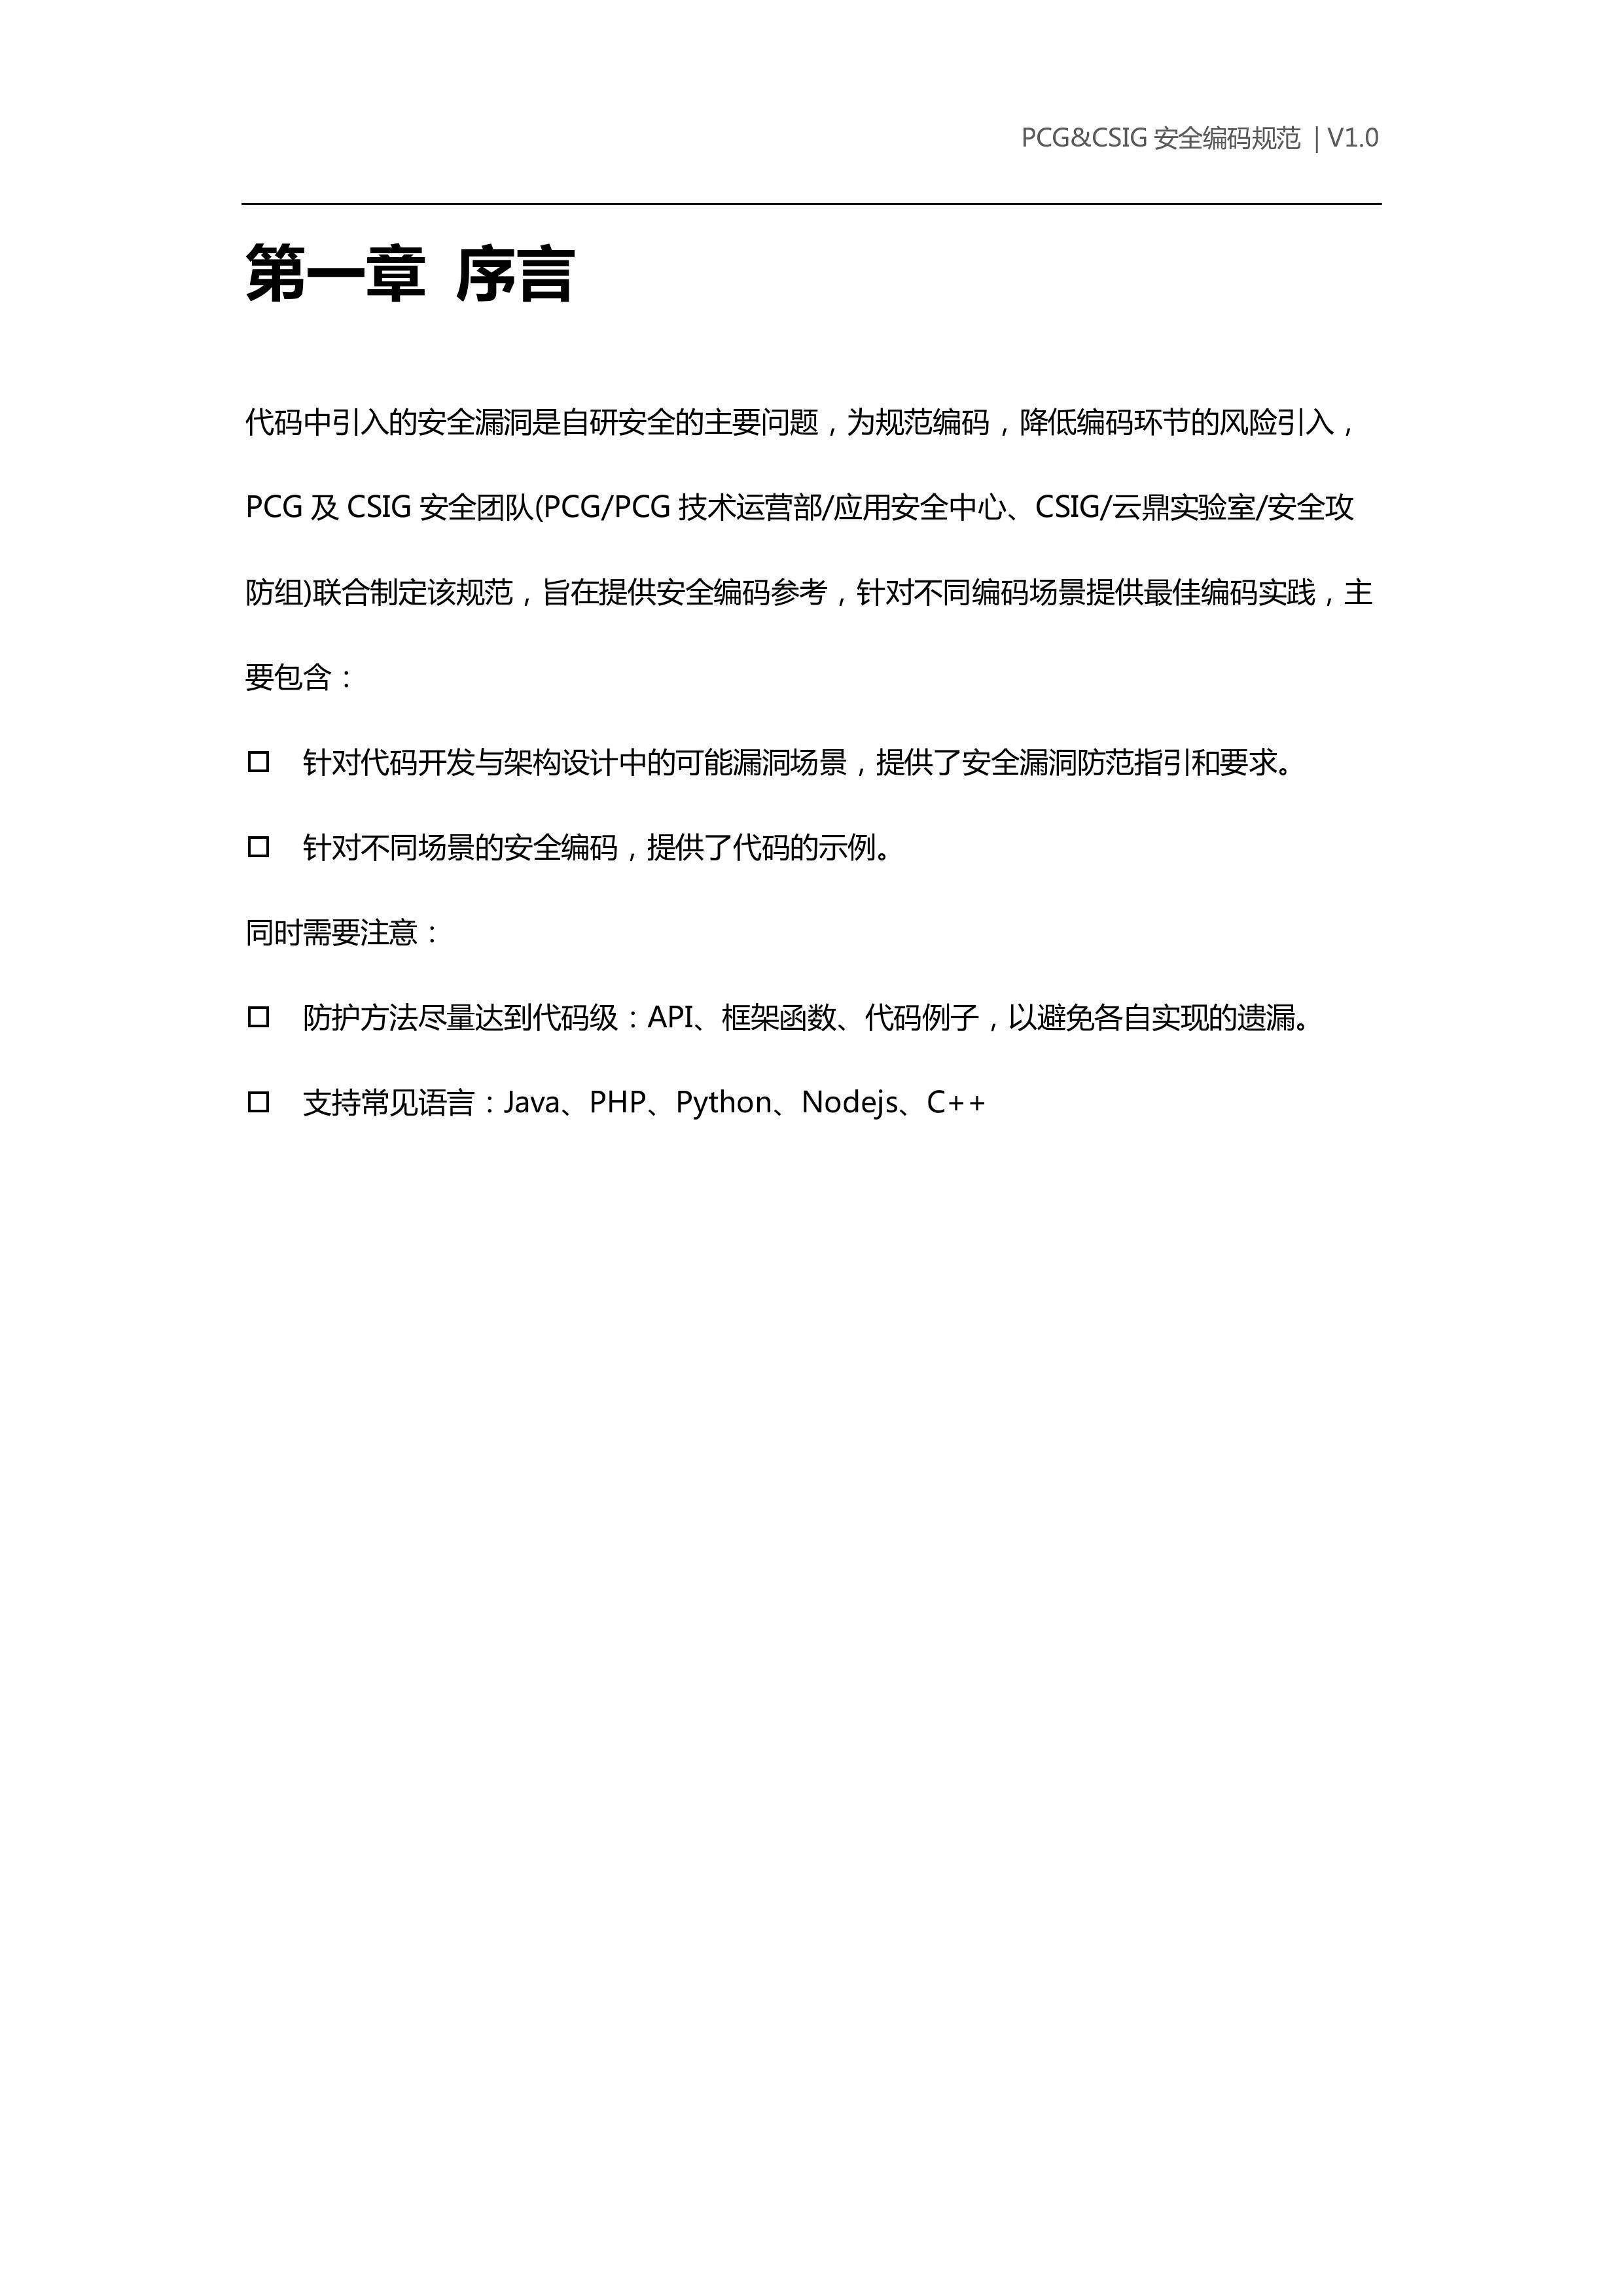 PCG&CSIG 安全编码规范 | V1.0
第一章 序言
代码中引入的安全漏洞是自研安全的主要问题，为规范编码，降低编码环节的风险引入，
PCG 及 CSIG 安全团队(PCG/PCG 技术运营部/应用安全中心、CSIG/云鼎实验室/安全攻
防组)联合制定该规范，旨在提供安全编码参考，针对不同编码场景提供最佳编码实践，主
要包含：
□ 针对代码开发与架构设计中的可能漏洞场景，提供了安全漏洞防范指引和要求。
□ 针对不同场景的安全编码，提供了代码的示例。
同时需要注意：
□ 防护方法尽量达到代码级：API、框架函数、代码例子，以避免各自实现的遗漏。
□ 支持常见语言：Java、PHP、Python、Nodejs、C++